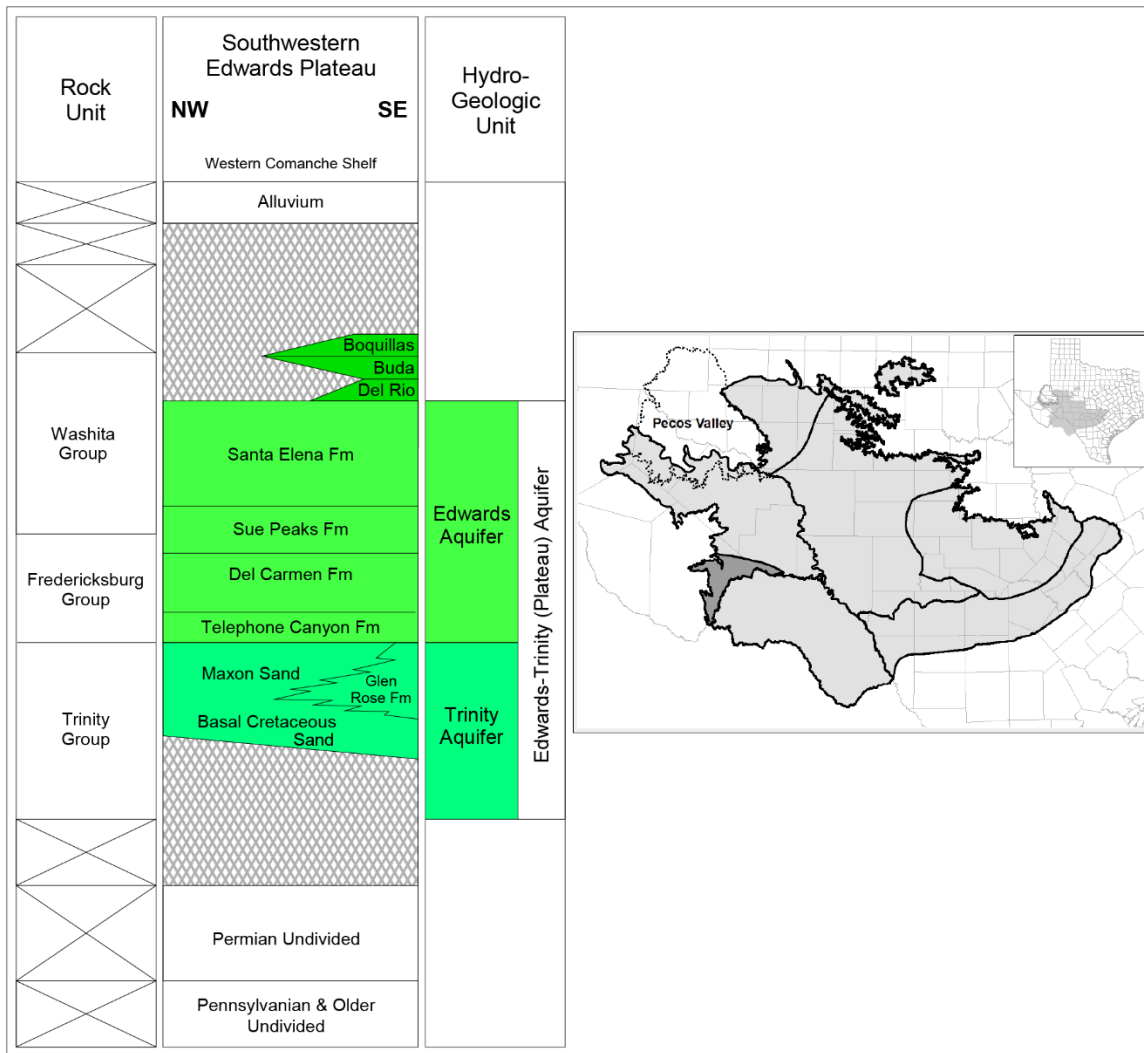 Rock
Unit
Southwestern
Edwards Plateau
NW SE
Western Comanche Shelf
Hydro-
Geologic
Unit
Alluvium
Boquillas
Buda
Del Rio
Washita
Group
Santa Elena Fm
Sue Peaks Fm
Fredericksburg
Group
Del Carmen Fm
Telephone Canyon Fm
Edwards
Aquifer
Trinity
Group
Maxon Sand
Glen
Rose Fm
Basal Cretaceous
Sand
Trinity
Aquifer
Edwards-Trinity (Plateau) Aquifer
Permian Undivided
Pennsylvanian & Older
Undivided
Pecos Valley